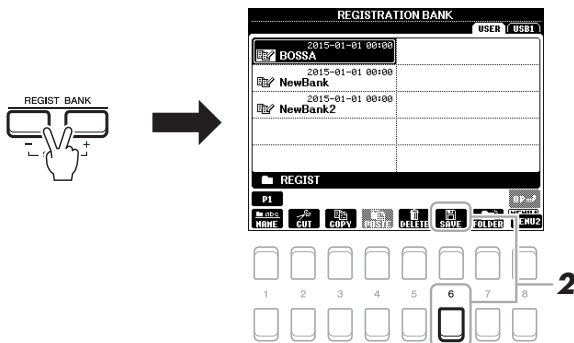 REGISTRATION BANK
USER USB1
2015-01-01 00:00
BOSSA
2015-01-01 00:00
NewBank
2015-01-01 00:00
NewBank2
REGIST BANK
- +
REGIST
P1
UP
abc
NAME CUT COPY PASTE DELETE SAVE FOLDER MENU2
1 2 3 4 5 6 7 8
2